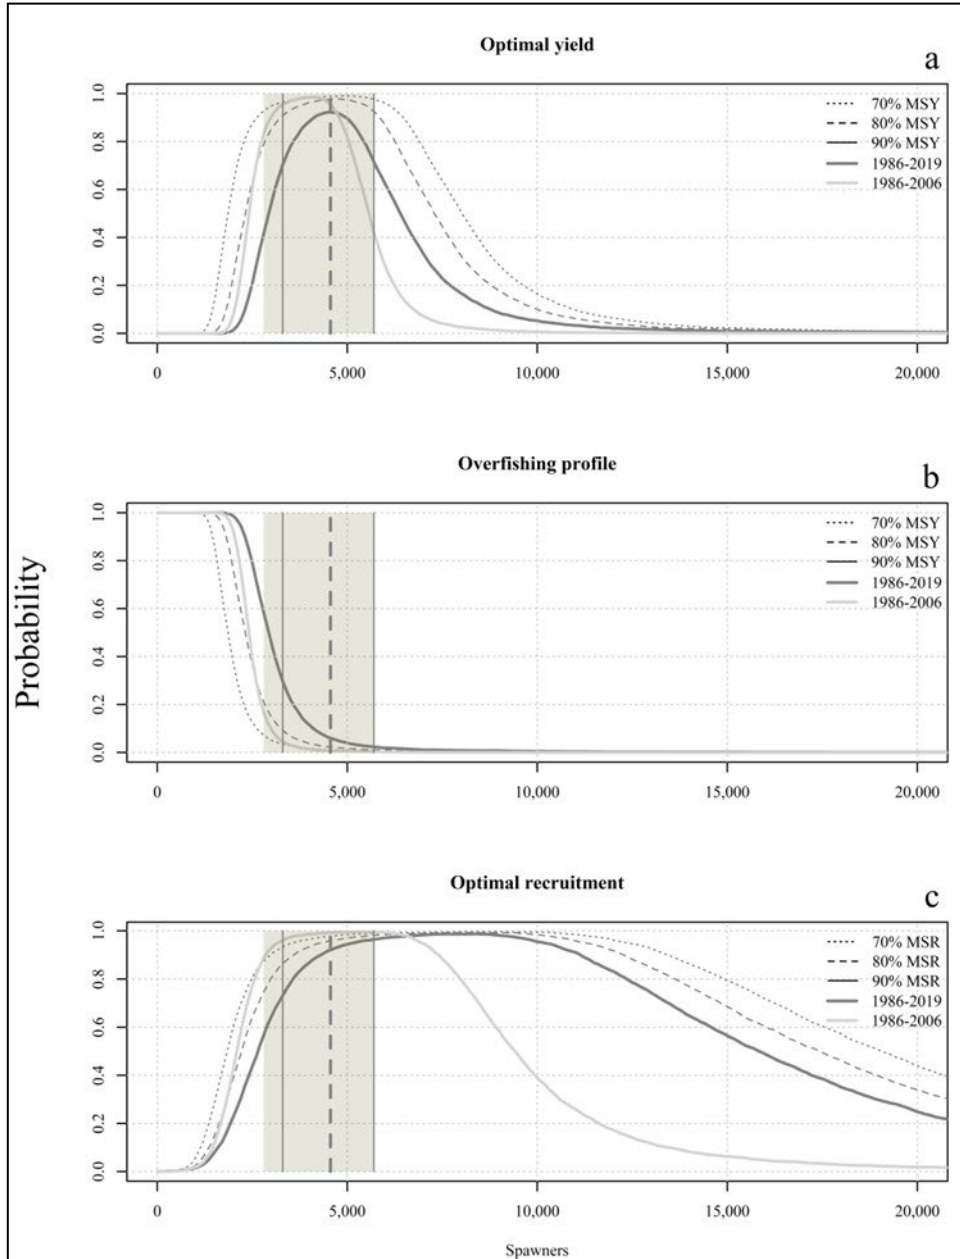 Optimal yield
a
1.0
0.8
0.6
0.4
0.2
0.0
70% MSY
80% MSY
90% MSY
1986-2019
1986-2006
0 5,000 10,000 15,000 20,000
Overfishing profile
b
1.0
0.8
0.6
0.4
0.2
0.0
70% MSY
80% MSY
90% MSY
1986-2019
1986-2006
0 5,000 10,000 15,000 20,000
Probability
Optimal recruitment
c
1.0
0.8
0.6
0.4
0.2
0.0
70% MSR
80% MSR
90% MSR
1986-2019
1986-2006
0 5,000 10,000 15,000 20,000
Spawners